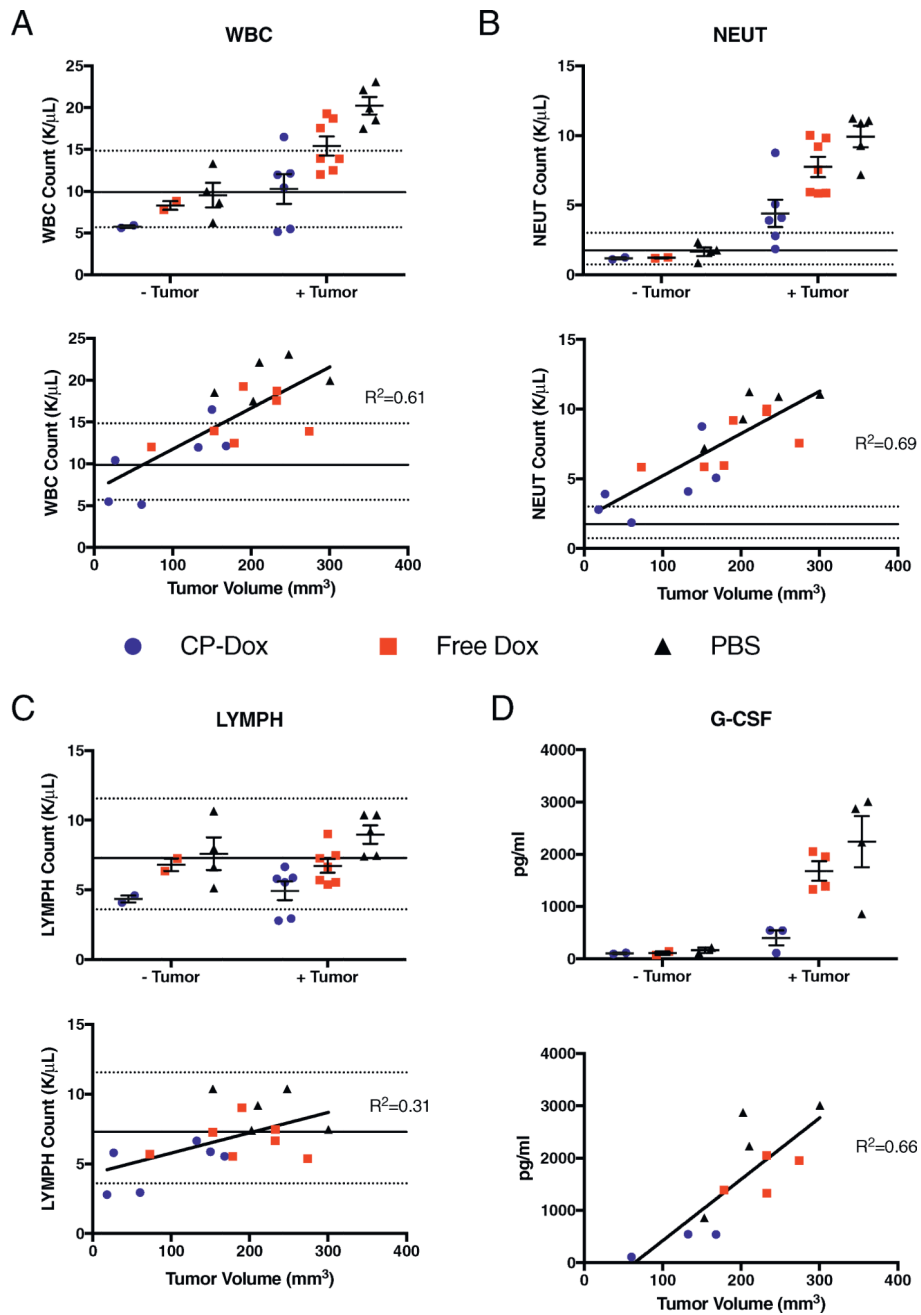 A
WBC
WBC Count (K/µL)
25
20
15
10
5
0
- Tumor
+ Tumor
WBC Count (K/µL)
25
20
15
10
5
0
R²=0.61
0
100
200
300
400
Tumor Volume (mm³)
B
NEUT
NEUT Count (K/µL)
15
10
5
0
- Tumor
+ Tumor
NEUT Count (K/µL)
15
10
5
0
R²=0.69
0
100
200
300
400
Tumor Volume (mm³)
CP-Dox
Free Dox
PBS
C
LYMPH
LYMPH Count (K/µL)
15
10
5
0
- Tumor
+ Tumor
LYMPH Count (K/µL)
15
10
5
0
R²=0.31
0
100
200
300
400
Tumor Volume (mm³)
D
G-CSF
pg/ml
4000
3000
2000
1000
0
- Tumor
+ Tumor
pg/ml
4000
3000
2000
1000
0
R²=0.66
0
100
200
300
400
Tumor Volume (mm³)